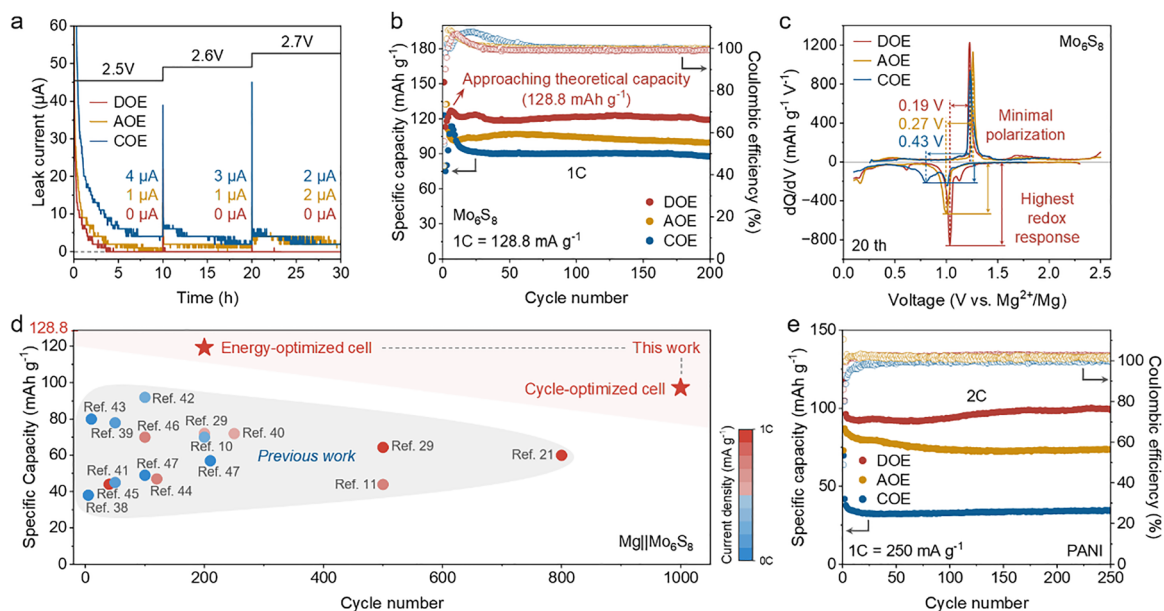 a
Leak current (µA)
60
50
40
30
20
10
0
2.5V
2.6V
2.7V
DOE
AOE
COE
4 µA
3 µA
2 µA
1 µA
1 µA
2 µA
0 µA
0 µA
0 µA
0
5
10
15
20
25
30
Time (h)
b
Specific capacity (mAh g⁻¹)
180
150
120
90
60
30
0
Approaching theoretical capacity
(128.8 mAh g⁻¹)
1C
Mo₆S₈
1C = 128.8 mA g⁻¹
DOE
AOE
COE
1
50
100
150
200
Cycle number
100
80
60
40
20
0
Coulombic efficiency (%)
c
dQ/dV (mAh g⁻¹ V⁻¹)
1200
800
400
0
−400
−800
DOE
AOE
COE
Mo₆S₈
0.19 V
0.27 V
0.43 V
Minimal
polarization
Highest
redox
response
20 th
0.0
0.6
1.2
1.8
2.5
Voltage (V vs. Mg²⁺/Mg)
d
Specific Capacity (mAh g⁻¹)
128.8
120
100
80
60
40
20
0
Energy-optimized cell
This work
Cycle-optimized cell
Ref. 43
Ref. 42
Ref. 39
Ref. 46
Ref. 29
Ref. 40
Ref. 10
Ref. 41
Ref. 47
Ref. 47
Previous work
Ref. 29
Ref. 21
Ref. 45
Ref. 44
Ref. 11
Ref. 38
Mg||Mo₆S₈
0
200
400
600
800
1000
Cycle number
1C
0C
Current density (mA g⁻¹)
e
Specific capacity (mAh g⁻¹)
150
100
50
0
2C
DOE
AOE
COE
1C = 250 mA g⁻¹
PANI
1
50
100
150
200
250
Cycle number
100
80
60
40
20
0
Coulombic efficiency (%)